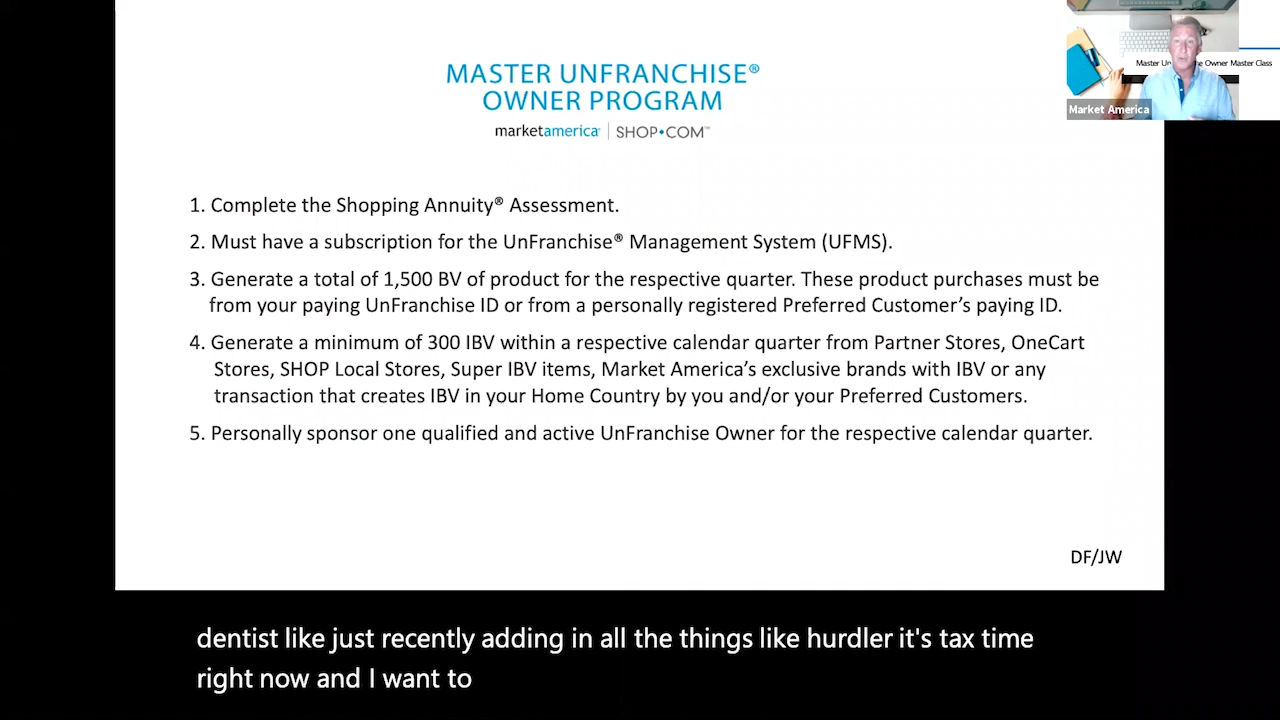 MASTER UNFRANCHISE®
OWNER PROGRAM
marketamerica | SHOP•COM™
Market America
1. Complete the Shopping Annuity® Assessment.
2. Must have a subscription for the UnFranchise® Management System (UFMS).
3. Generate a total of 1,500 BV of product for the respective quarter. These product purchases must be
from your paying UnFranchise ID or from a personally registered Preferred Customer’s paying ID.
4. Generate a minimum of 300 IBV within a respective calendar quarter from Partner Stores, OneCart
Stores, SHOP Local Stores, Super IBV items, Market America’s exclusive brands with IBV or any
transaction that creates IBV in your Home Country by you and/or your Preferred Customers.
5. Personally sponsor one qualified and active UnFranchise Owner for the respective calendar quarter.
DF/JW
dentist like just recently adding in all the things like hurdler it's tax time
right now and I want to